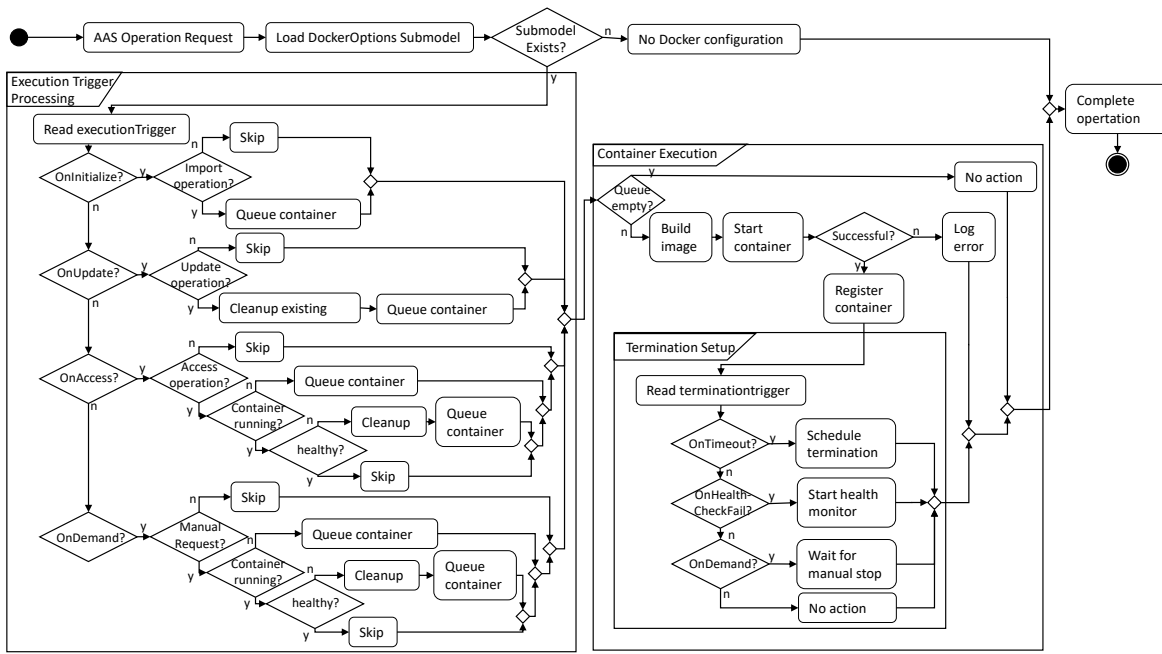 AAS Operation Request
Load DockerOptions Submodel
Submodel
Exists?
n
No Docker configuration
y
Execution Trigger
Processing
Complete
opertation
Read executionTrigger
n
Skip
OnInitialize?
y
Import
operation?
y
Queue container
n
n
Skip
OnUpdate?
y
Update
operation?
y
Cleanup existing
Queue container
n
n
Skip
OnAccess?
y
Access
operation?
n
Queue container
y
Container
running?
n
Cleanup
Queue
container
y
healthy?
y
Skip
n
n
Skip
OnDemand?
y
Manual
Request?
n
Queue container
y
Container
running?
n
Cleanup
Queue
container
y
healthy?
y
Skip
Container Execution
y
No action
Queue
empty?
n
Build
image
Start
container
Successful?
n
Log
error
y
Register
container
Termination Setup
Read terminationtrigger
OnTimeout?
y
Schedule
termination
n
OnHealth-
CheckFail?
y
Start health
monitor
n
OnDemand?
y
Wait for
manual stop
n
No action